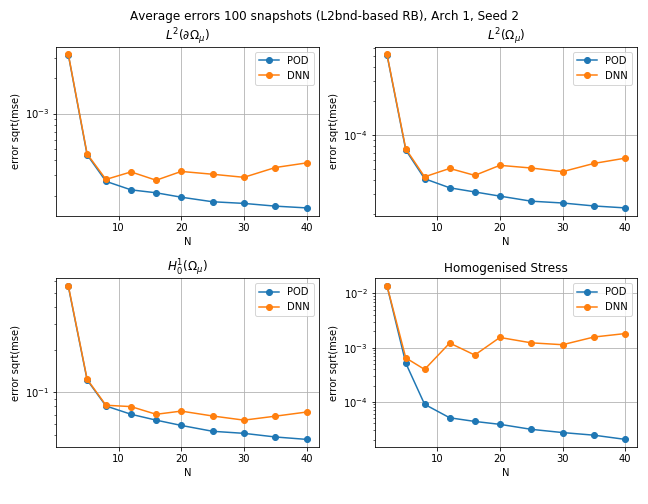 Average errors 100 snapshots (L2bnd-based RB), Arch 1, Seed 2
L²(∂Ωμ)
error sqrt(mse)
10⁻³
POD
DNN
10
20
30
40
N
L²(Ωμ)
error sqrt(mse)
10⁻⁴
POD
DNN
10
20
30
40
N
H¹₀(Ωμ)
error sqrt(mse)
10⁻¹
POD
DNN
10
20
30
40
N
Homogenised Stress
error sqrt(mse)
10⁻²
10⁻³
10⁻⁴
POD
DNN
10
20
30
40
N